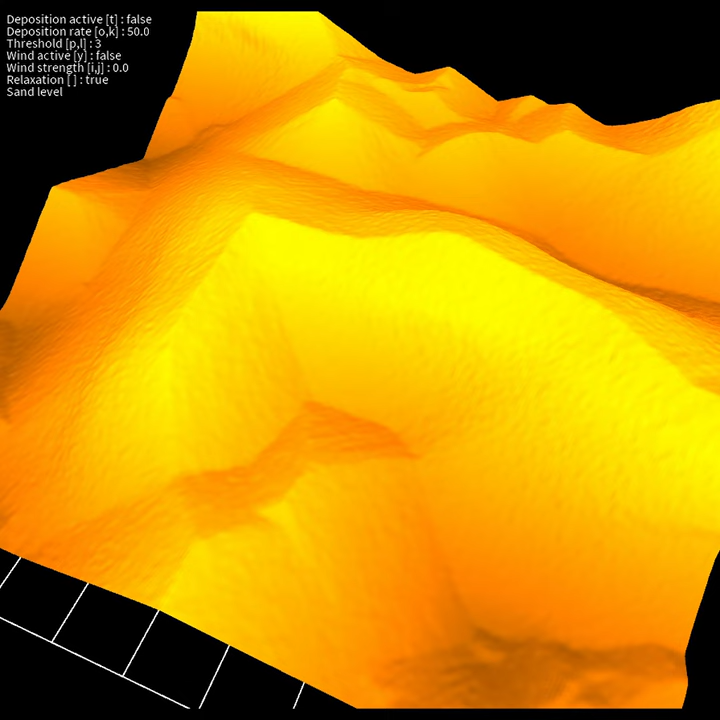 Deposition active [t] : false
Deposition rate [o,k] : 50.0
Threshold [p,l] : 3
Wind active [y] : false
Wind strength [i,j] : 0.0
Relaxation [ ] : true
Sand level